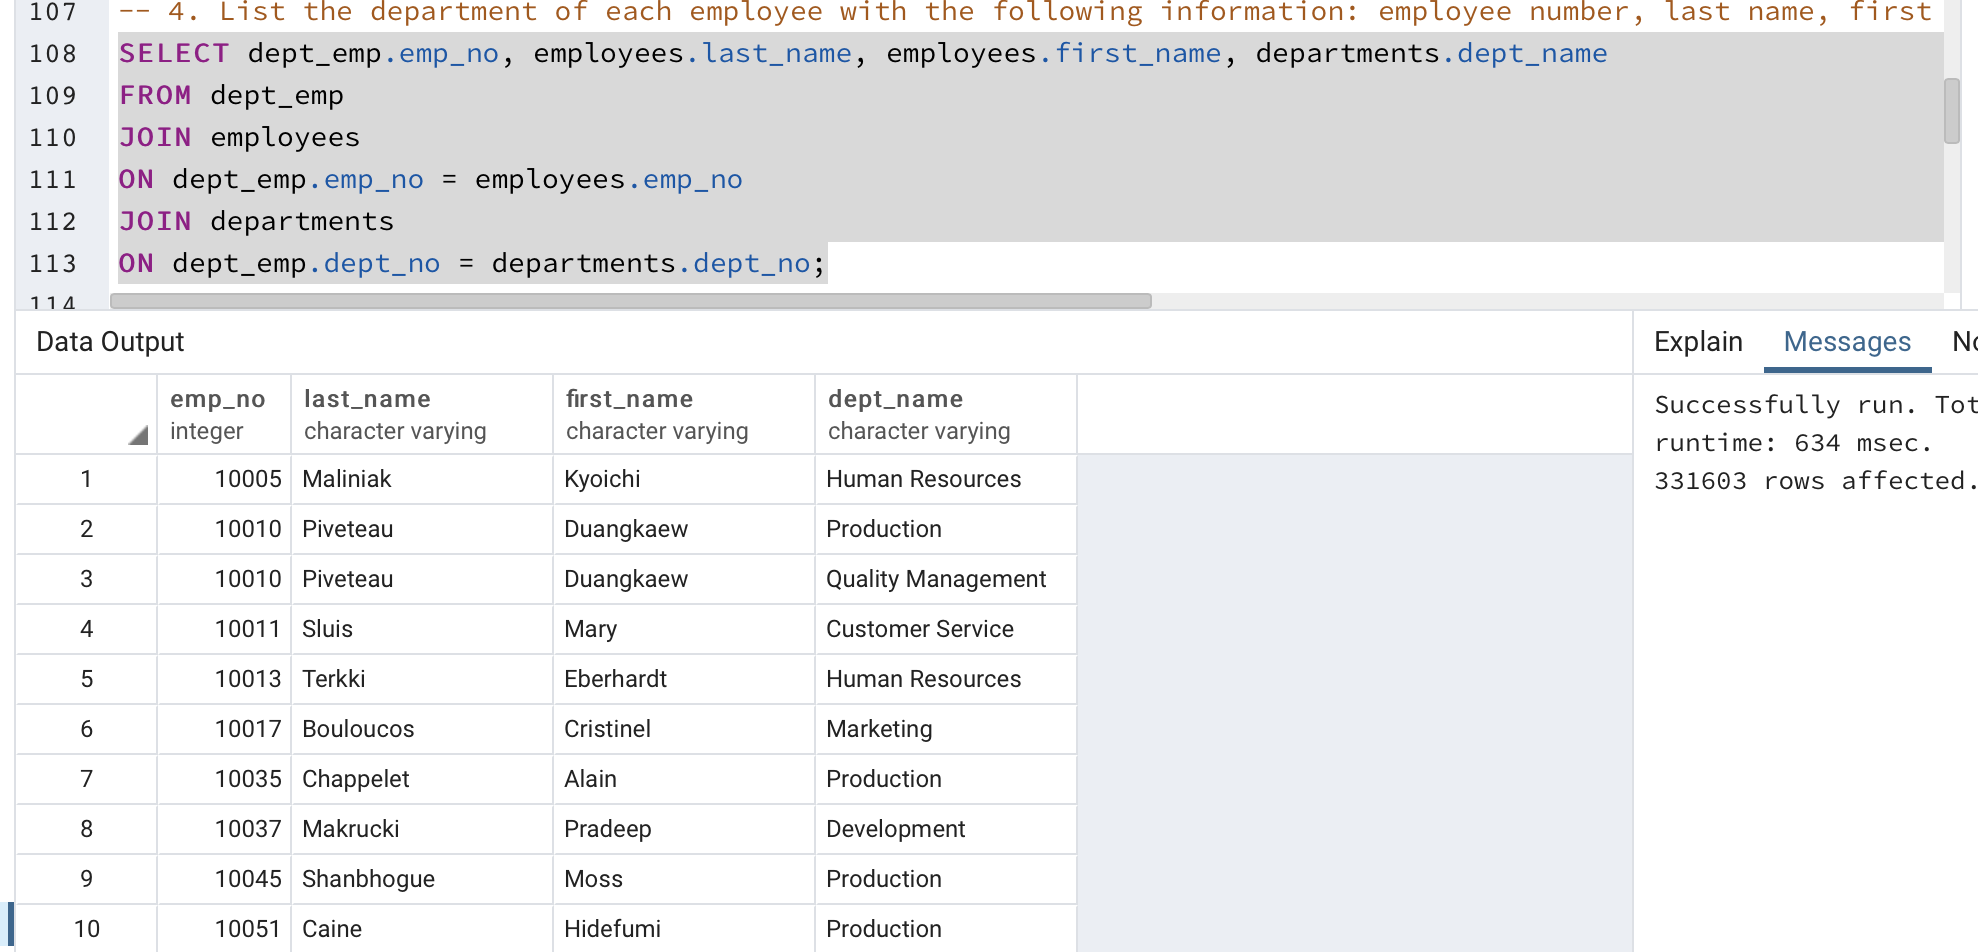 107 -- 4. List the department of each employee with the following information: employee number, last name, first
108 SELECT dept_emp.emp_no, employees.last_name, employees.first_name, departments.dept_name
109 FROM dept_emp
110 JOIN employees
111 ON dept_emp.emp_no = employees.emp_no
112 JOIN departments
113 ON dept_emp.dept_no = departments.dept_no;
114
Data Output
Explain Messages
emp_no last_name first_name dept_name
integer character varying character varying character varying
1 10005 Maliniak Kyoichi Human Resources
2 10010 Piveteau Duangkaew Production
3 10010 Piveteau Duangkaew Quality Management
4 10011 Sluis Mary Customer Service
5 10013 Terkki Eberhardt Human Resources
6 10017 Bouloucos Cristinel Marketing
7 10035 Chappelet Alain Production
8 10037 Makrucki Pradeep Development
9 10045 Shanbhogue Moss Production
10 10051 Caine Hidefumi Production
Successfully run. Tot
runtime: 634 msec.
331603 rows affected.